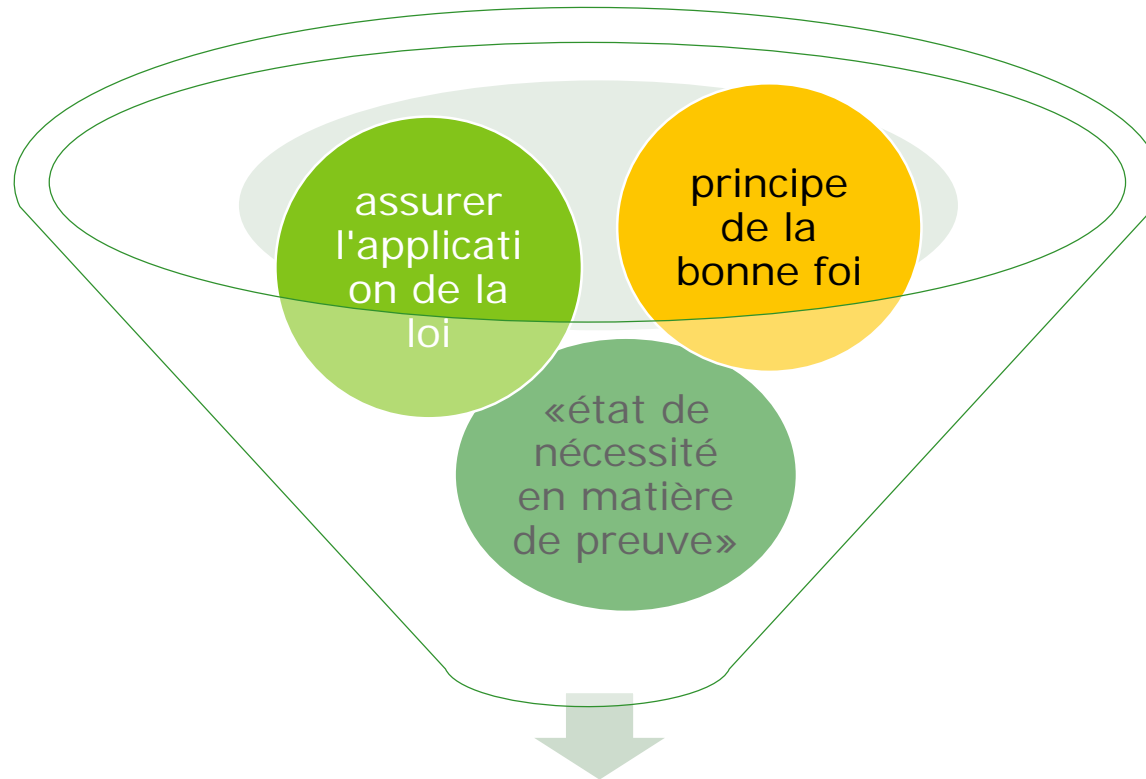 assurer
l'applicati
on de la
loi
principe
de la
bonne foi
«état de
nécessité
en matière
de preuve»